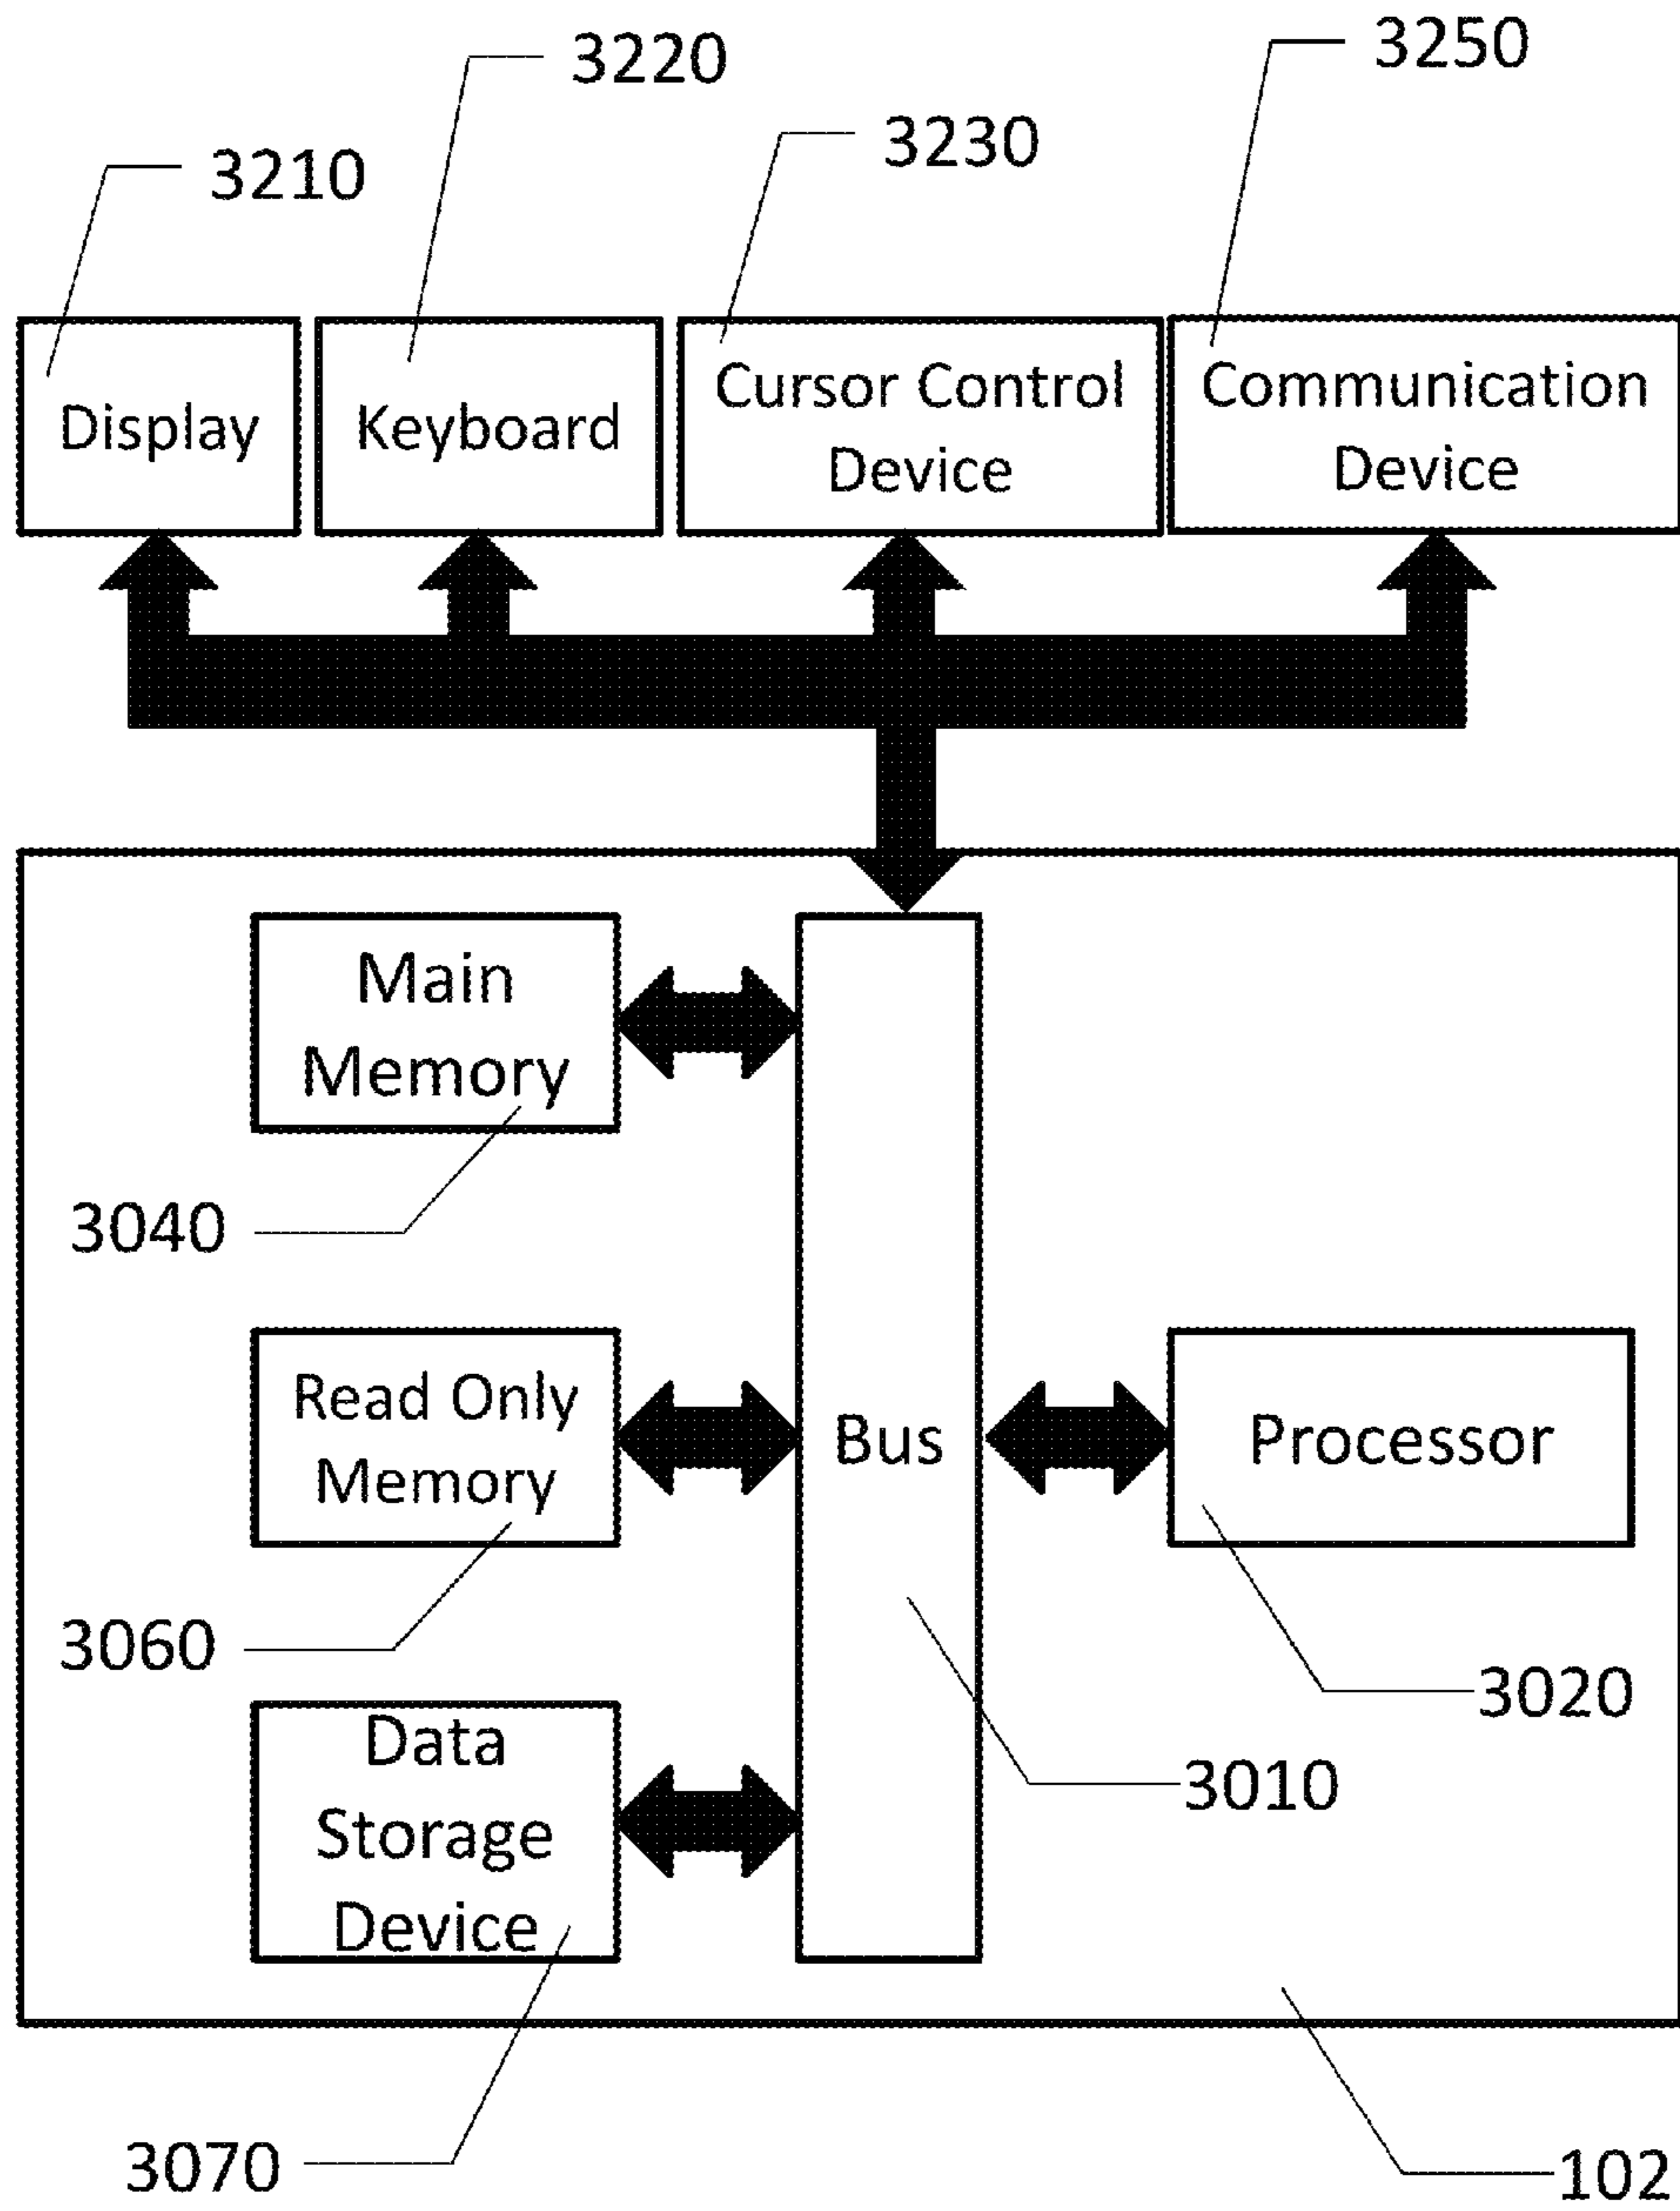 3220
3250
3230
3210
Display
Keyboard
Cursor Control
Device
Communication
Device
Main
Memory
3040
Read Only
Memory
3060
Bus
Processor
3020
3010
Data
Storage
Device
3070
102